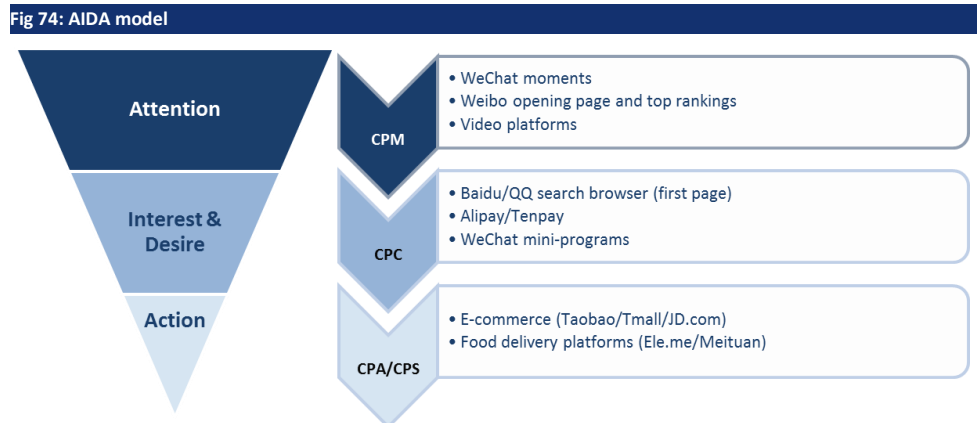 Fig 74: AIDA model
Attention
CPM
• WeChat moments
• Weibo opening page and top rankings
• Video platforms
Interest &
Desire
CPC
• Baidu/QQ search browser (first page)
• Alipay/Tenpay
• WeChat mini-programs
Action
CPA/CPS
• E-commerce (Taobao/Tmall/JD.com)
• Food delivery platforms (Ele.me/Meituan)